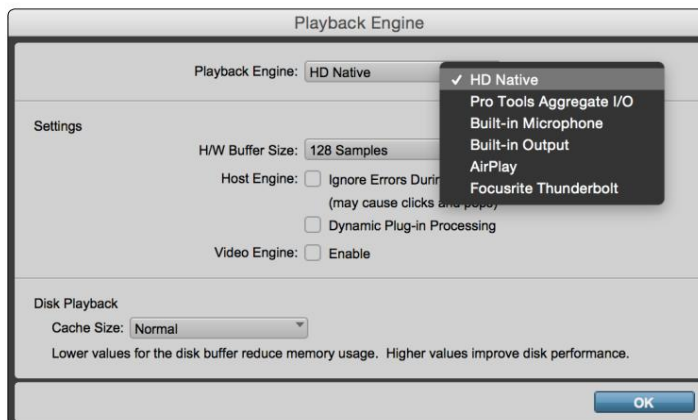 Playback Engine
Playback Engine: HD Native
✓ HD Native
Pro Tools Aggregate I/O
Built-in Microphone
Built-in Output
AirPlay
Focusrite Thunderbolt
Settings
H/W Buffer Size: 128 Samples
Host Engine: Ignore Errors Durin
(may cause clicks and pops)
Dynamic Plug-in Processing
Video Engine: Enable
Disk Playback
Cache Size: Normal
Lower values for the disk buffer reduce memory usage. Higher values improve disk performance.
OK